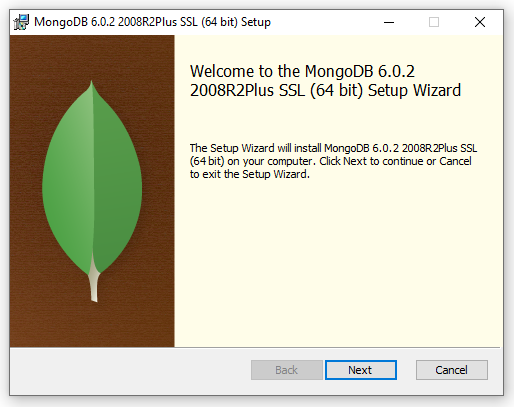 MongoDB 6.0.2 2008R2Plus SSL (64 bit) Setup
Welcome to the MongoDB 6.0.2
2008R2Plus SSL (64 bit) Setup Wizard
The Setup Wizard will install MongoDB 6.0.2 2008R2Plus SSL
(64 bit) on your computer. Click Next to continue or Cancel
to exit the Setup Wizard.
Back Next Cancel